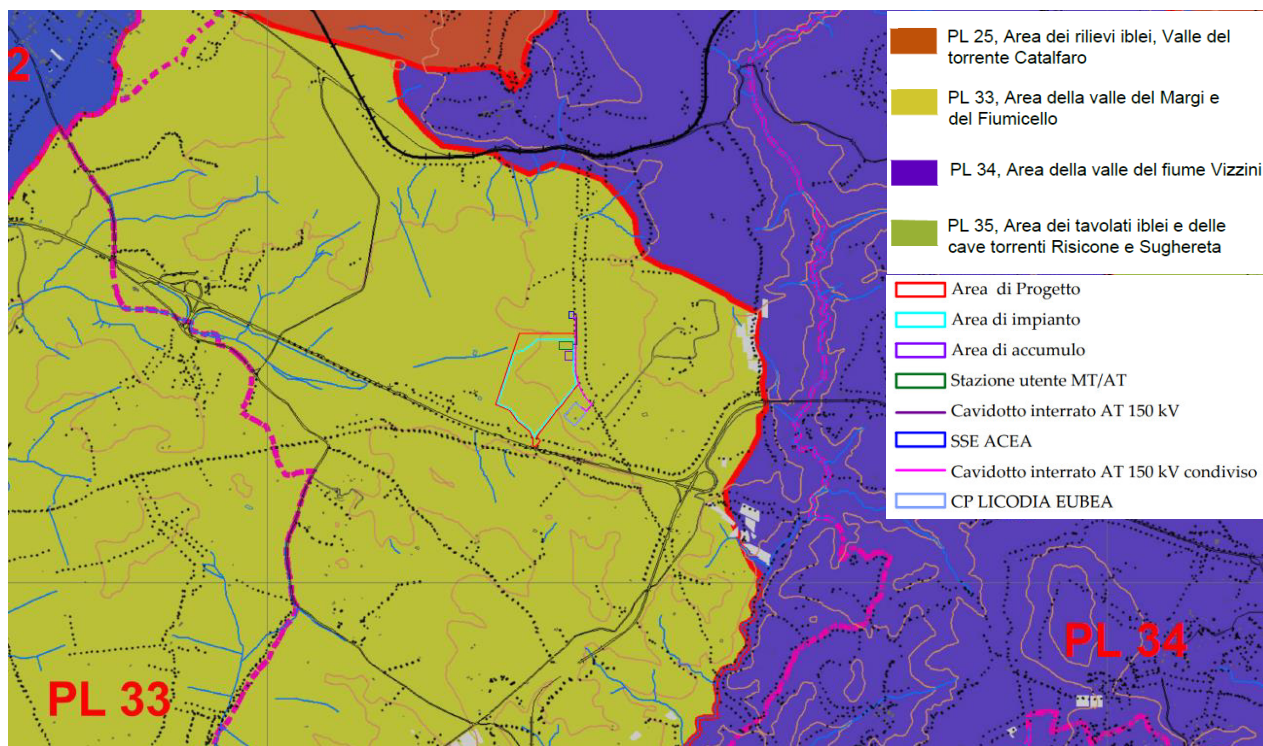 2
PL 33
PL 34
PL 25, Area dei rilievi iblei, Valle del
torrente Catalfaro
PL 33, Area della valle del Margi e
del Fiumicello
PL 34, Area della valle del fiume Vizzini
PL 35, Area dei tavolati iblei e delle
cave torrenti Risicone e Sughereta
Area di Progetto
Area di impianto
Area di accumulo
Stazione utente MT/AT
Cavidotto interrato AT 150 kV
SSE ACEA
Cavidotto interrato AT 150 kV condiviso
CP LICODIA EUBEA